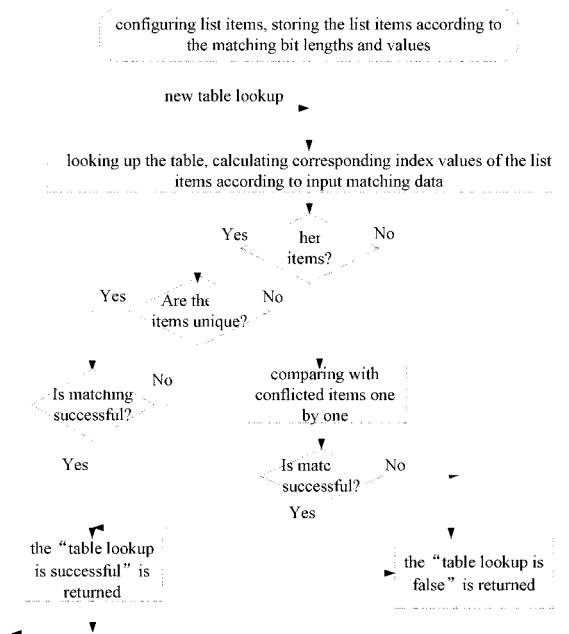 configuring list items, storing the list items according to
the matching bit lengths and values
new table lookup
looking up the table, calculating corresponding index values of the list
items according to input matching data
Yes
No
items?
Yes
Are the
No
items unique?
No
Is matching
successful?
comparing with
conflicted items one
by one
Yes
Is
No
successful?
Yes
the “table lookup
is successful” is
returned
the “table lookup is
false” is returned